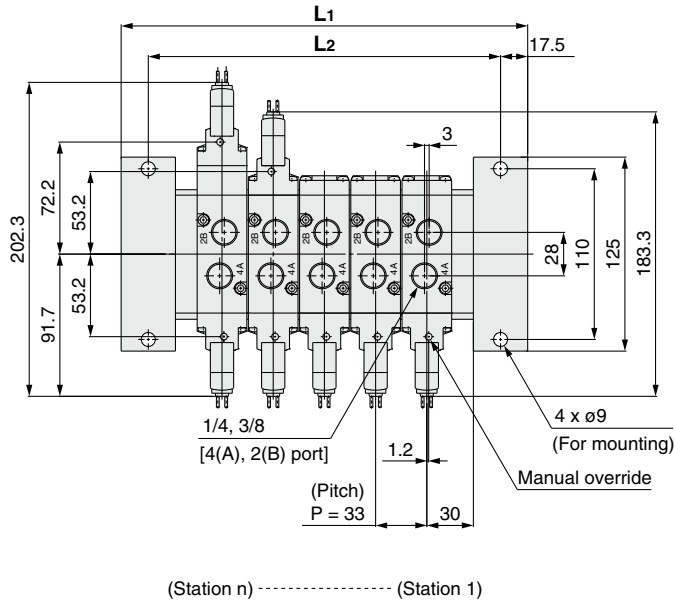 L1
L2
17.5
3
202.3
72.2
53.2
53.2
91.7
2B
2B
2B
2B
2B
4A
4A
4A
4A
4A
28
110
125
183.3
1/4, 3/8
[4(A), 2(B) port]
1.2
4 x ø9
(For mounting)
Manual override
(Pitch)
P = 33
30
(Station n) ---------------- (Station 1)